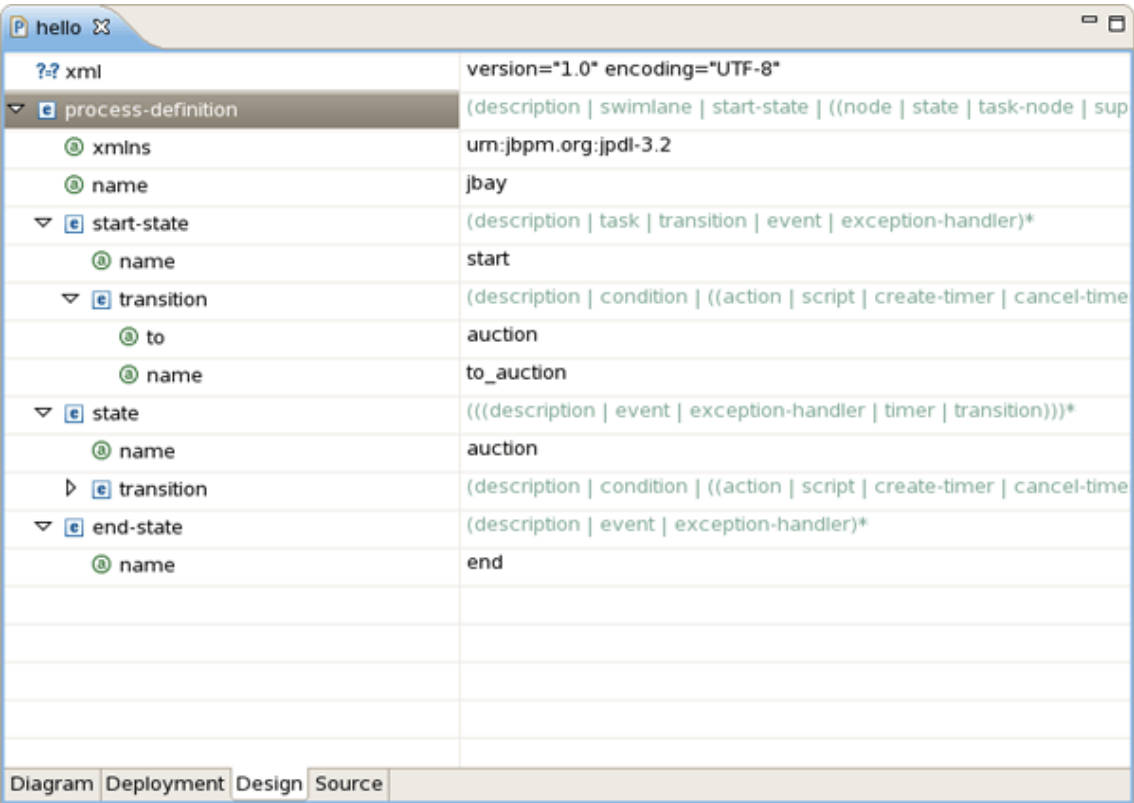 hello
?=? xml version="1.0" encoding="UTF-8"
process-definition (description | swimlane | start-state | ((node | state | task-node | sup
xmlns urn:jbpm.org:jpdl-3.2
name jbay
start-state (description | task | transition | event | exception-handler)*
name start
transition (description | condition | ((action | script | create-timer | cancel-time
to auction
name to_auction
state (((description | event | exception-handler | timer | transition)))*
name auction
transition (description | condition | ((action | script | create-timer | cancel-time
end-state (description | event | exception-handler)*
name end
Diagram Deployment Design Source